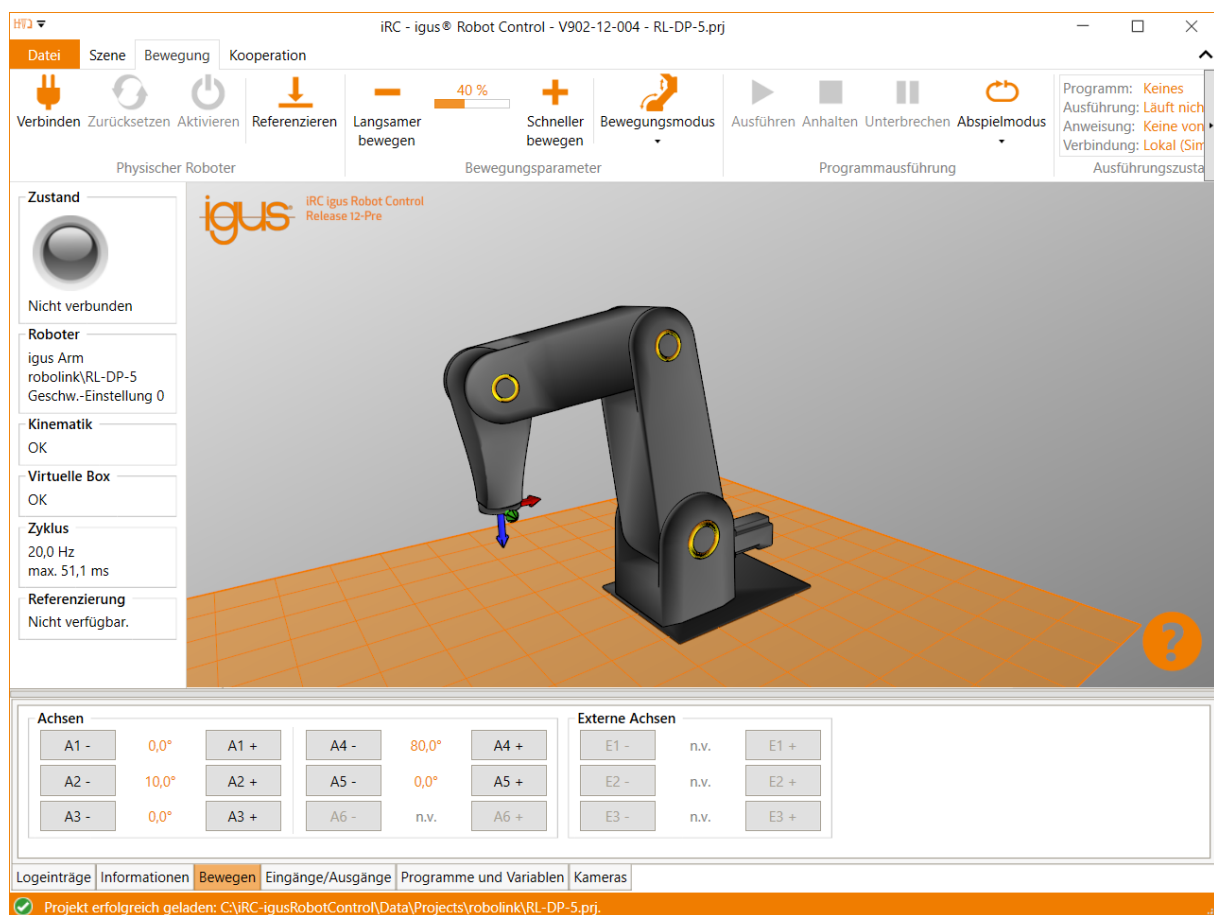 iRC - igus® Robot Control - V902-12-004 - RL-DP-5.prj
Datei Szene Bewegung Kooperation
Verbinden Zurücksetzen Aktivieren Referenzieren
Physischer Roboter
Langsamer bewegen
40 %
Schneller bewegen
Bewegungsmodus
Bewegungsparameter
Ausführen Anhalten Unterbrechen Abspielmodus
Programmausführung
Programm: Keines
Ausführung: Läuft nich
Anweisung: Keine von
Verbindung: Lokal (Sim
Ausführungszusta
Zustand
Nicht verbunden
Roboter
igus Arm
robolink\RL-DP-5
Geschw.-Einstellung 0
Kinematik
OK
Virtuelle Box
OK
Zyklus
20,0 Hz
max. 51,1 ms
Referenzierung
Nicht verfügbar.
igus
iRC igus Robot Control
Release 12-Pre
?
Achsen
A1 - 0,0° A1 + A4 - 80,0° A4 +
A2 - 10,0° A2 + A5 - 0,0° A5 +
A3 - 0,0° A3 + A6 - n.v. A6 +
Externe Achsen
E1 - n.v. E1 +
E2 - n.v. E2 +
E3 - n.v. E3 +
Logeinträge Informationen Bewegen Eingänge/Ausgänge Programme und Variablen Kameras
Projekt erfolgreich geladen: C:\iRC-igusRobotControl\Data\Projects\robolink\RL-DP-5.prj.